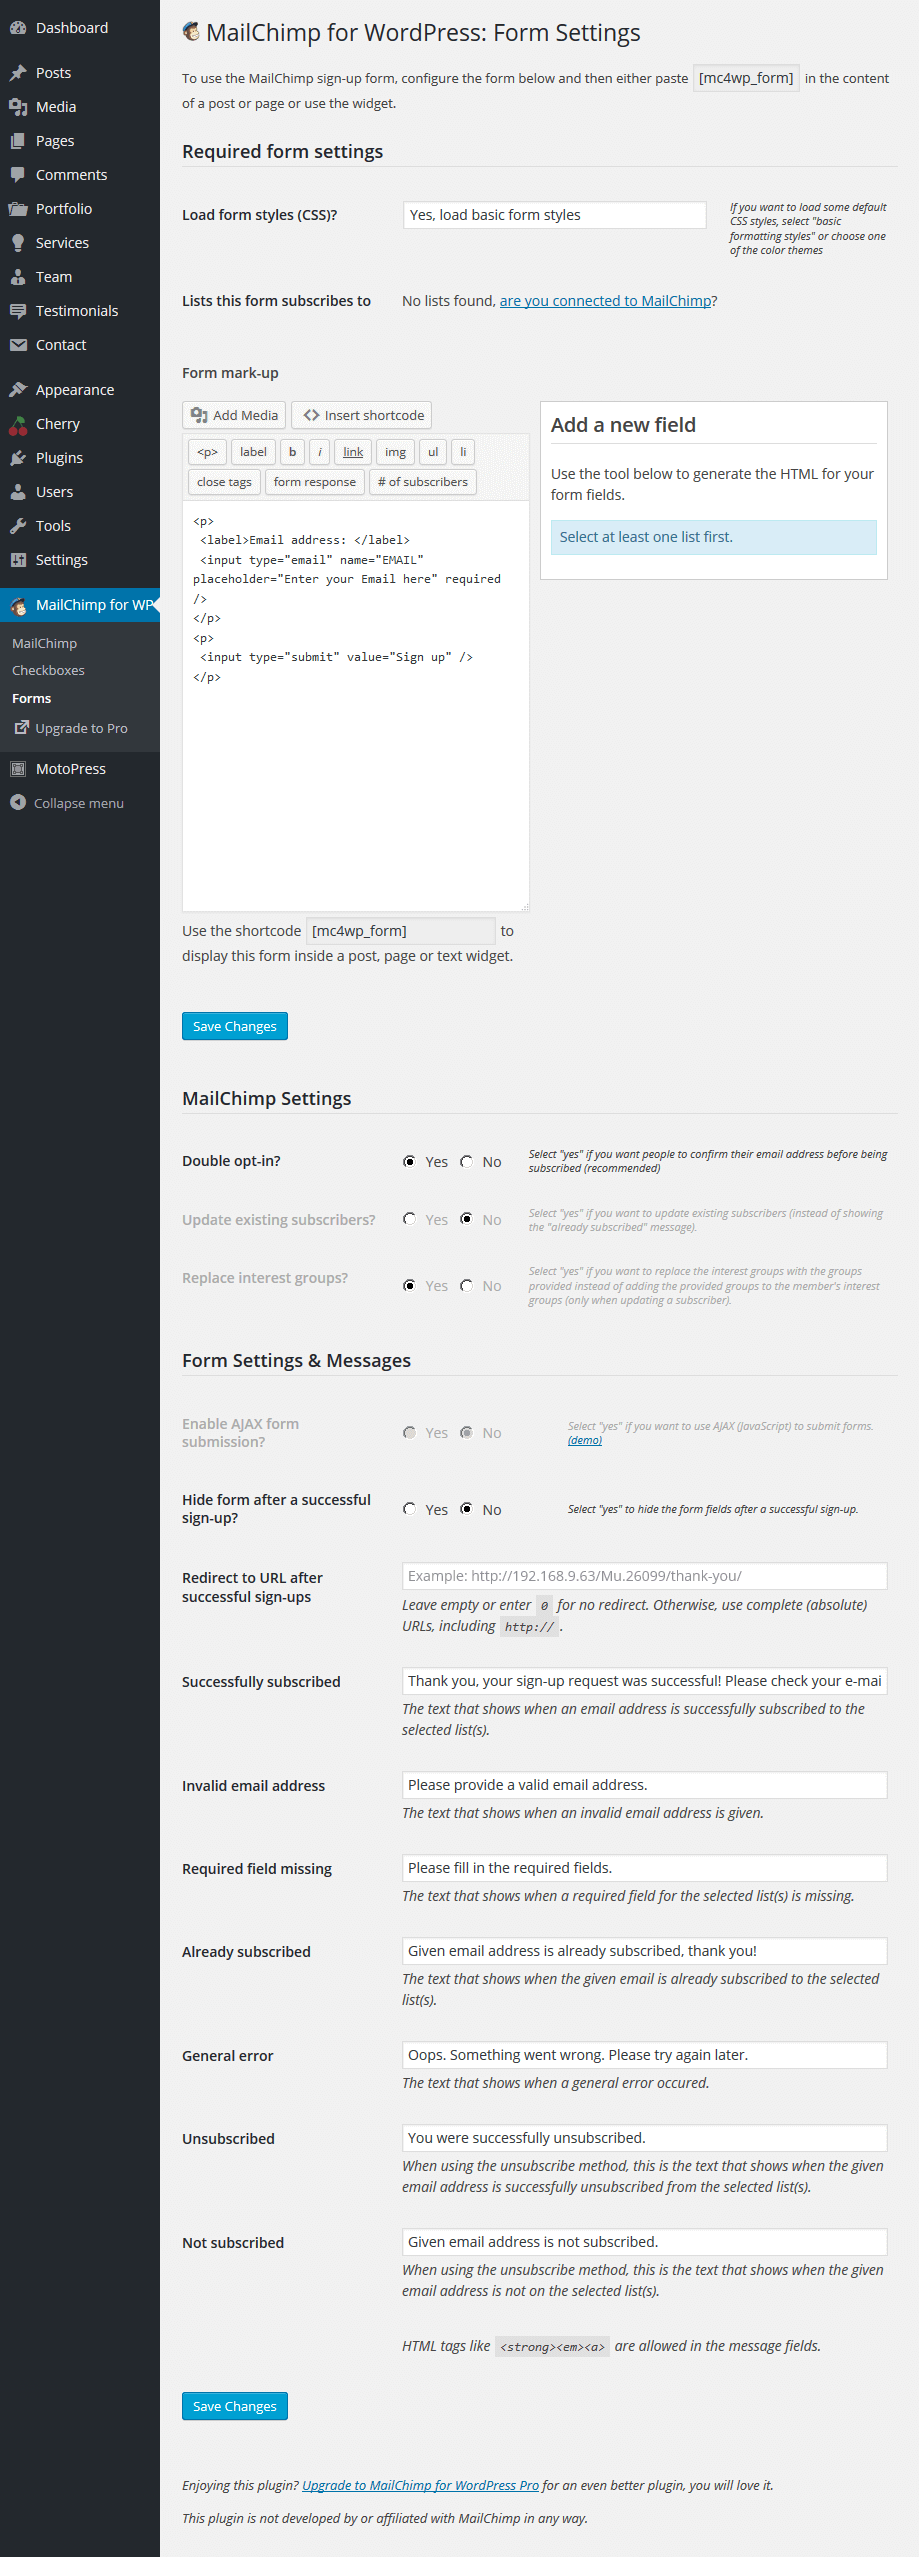 Dashboard
Posts
Media
Pages
Comments
Portfolio
Services
Team
Testimonials
Contact
Appearance
Cherry
Plugins
Users
Tools
Settings
MailChimp for WP
MailChimp
Checkboxes
Forms
Upgrade to Pro
MotoPress
Collapse menu
MailChimp for WordPress: Form Settings
To use the MailChimp sign-up form, configure the form below and then either paste [mc4wp_form] in the content
of a post or page or use the widget.
Required form settings
Load form styles (CSS)?
Yes, load basic form styles
If you want to load some default
CSS styles, select "basic
formatting styles" or choose one
of the color themes
Lists this form subscribes to
No lists found, are you connected to MailChimp?
Form mark-up
Add Media
Insert shortcode
<p> label b i link img ul li
close tags form response # of subscribers
<p>
<label>Email address: </label>
<input type="email" name="EMAIL"
placeholder="Enter your Email here" required
/>
</p>
<p>
<input type="submit" value="Sign up" />
</p>
Add a new field
Use the tool below to generate the HTML for your
form fields.
Select at least one list first.
Use the shortcode [mc4wp_form] to
display this form inside a post, page or text widget.
Save Changes
MailChimp Settings
Double opt-in?
Yes No
Select "yes" if you want people to confirm their email address before being
subscribed (recommended)
Update existing subscribers?
Yes No
Select "yes" if you want to update existing subscribers (instead of showing
the "already subscribed" message).
Replace interest groups?
Yes No
Select "yes" if you want to replace the interest groups with the groups
provided instead of adding the provided groups to the member's interest
groups (only when updating a subscriber).
Form Settings & Messages
Enable AJAX form
submission?
Yes No
Select "yes" if you want to use AJAX (JavaScript) to submit forms.
(demo)
Hide form after a successful
sign-up?
Yes No
Select "yes" to hide the form fields after a successful sign-up.
Redirect to URL after
successful sign-ups
Example: http://192.168.9.63/Mu.26099/thank-you/
Leave empty or enter 0 for no redirect. Otherwise, use complete (absolute)
URLs, including http:// .
Successfully subscribed
Thank you, your sign-up request was successful! Please check your e-mai
The text that shows when an email address is successfully subscribed to the
selected list(s).
Invalid email address
Please provide a valid email address.
The text that shows when an invalid email address is given.
Required field missing
Please fill in the required fields.
The text that shows when a required field for the selected list(s) is missing.
Already subscribed
Given email address is already subscribed, thank you!
The text that shows when the given email is already subscribed to the selected
list(s).
General error
Oops. Something went wrong. Please try again later.
The text that shows when a general error occured.
Unsubscribed
You were successfully unsubscribed.
When using the unsubscribe method, this is the text that shows when the given
email address is successfully unsubscribed from the selected list(s).
Not subscribed
Given email address is not subscribed.
When using the unsubscribe method, this is the text that shows when the given
email address is not on the selected list(s).
HTML tags like <strong><em><a> are allowed in the message fields.
Save Changes
Enjoying this plugin? Upgrade to MailChimp for WordPress Pro for an even better plugin, you will love it.
This plugin is not developed by or affiliated with MailChimp in any way.